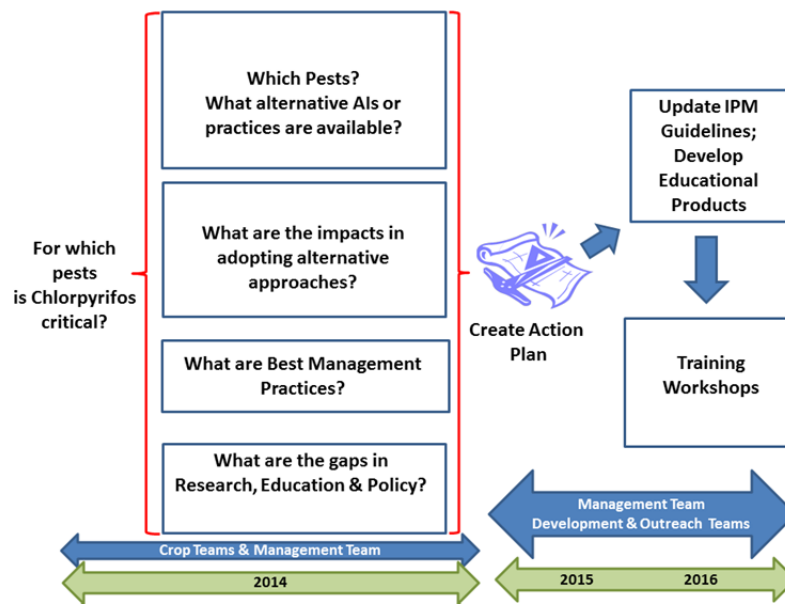 For which
pests
is Chlorpyrifos
critical?
Which Pests?
What alternative AIs or
practices are available?
What are the impacts in
adopting alternative
approaches?
What are Best Management
Practices?
What are the gaps in
Research, Education & Policy?
Create Action
Plan
Update IPM
Guidelines;
Develop
Educational
Products
Training
Workshops
Crop Teams & Management Team
Management Team
Development & Outreach Teams
2014
2015
2016